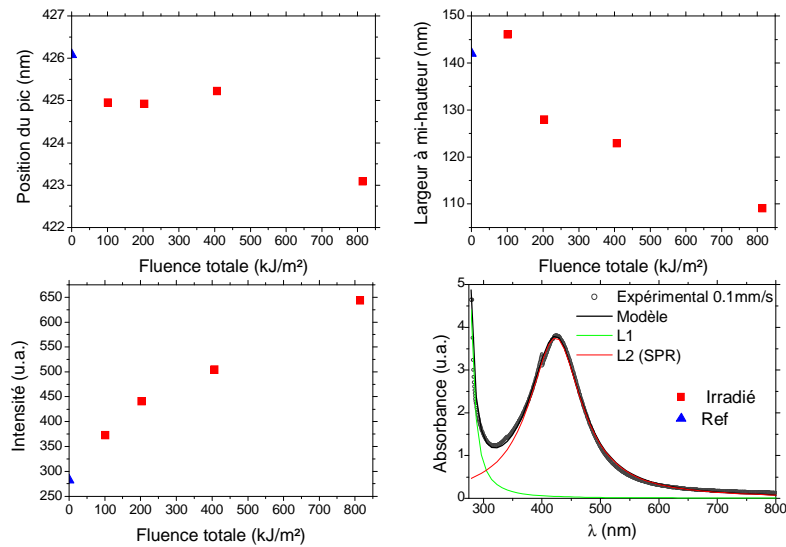 427
426
425
424
423
422
Position du pic (nm)
0 100 200 300 400 500 600 700 800
Fluence totale (kJ/m²)
150
140
130
120
110
Largeur à mi-hauteur (nm)
0 100 200 300 400 500 600 700 800
Fluence totale (kJ/m²)
650
600
550
500
450
400
350
300
250
Intensité (u.a.)
0 100 200 300 400 500 600 700 800
Fluence totale (kJ/m²)
5
4
3
2
1
0
Absorbance (u.a.)
Expérimental 0.1mm/s
Modèle
L1
L2 (SPR)
Irradié
Ref
300 400 500 600 700 800
λ (nm)